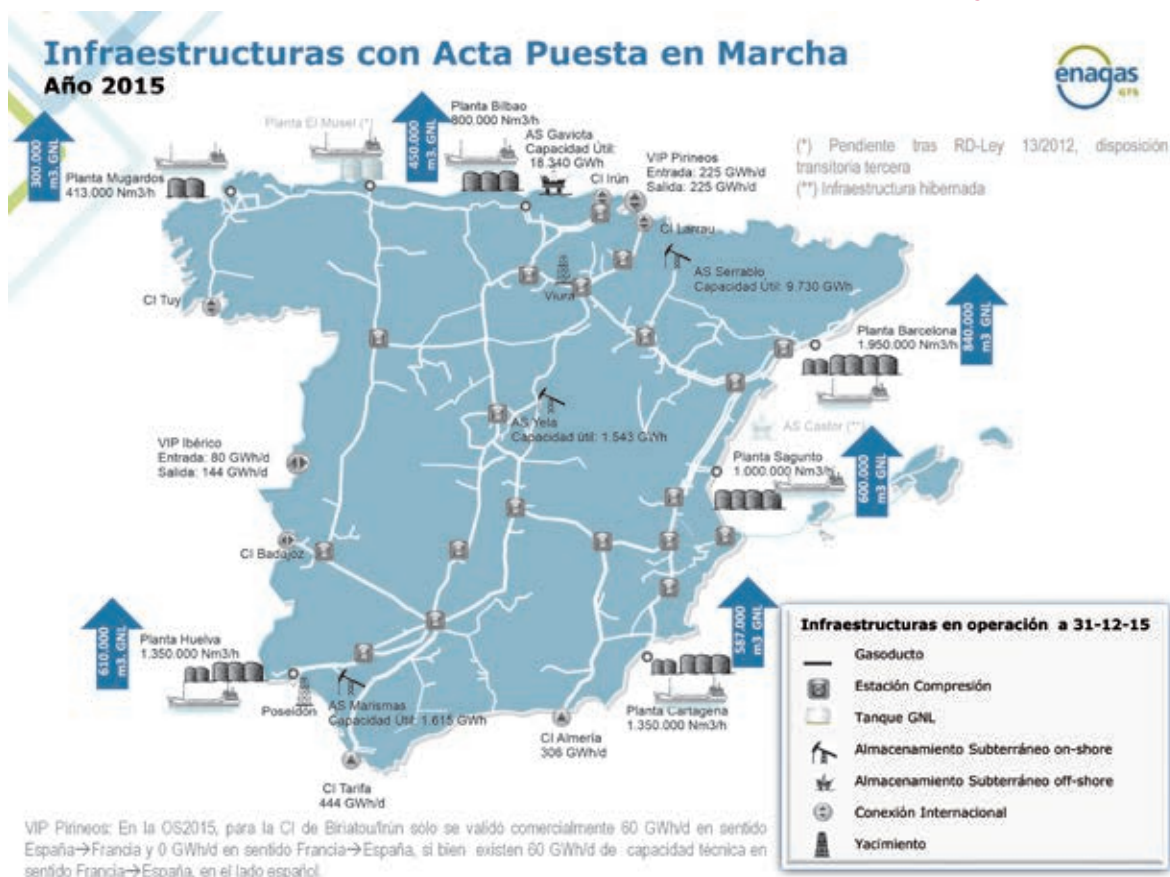 Infraestructuras con Acta Puesta en Marcha
Año 2015
enagas
GTS
300.000
m3. GNL
Planta Mugardos
413.000 Nm3/h
Planta El Musel (*)
450.000
m3. GNL
Planta Bilbao
800.000 Nm3/h
AS Gaviota
Capacidad Útil:
18.340 GWh
CI Irún
VIP Pirineos
Entrada: 225 GWh/d
Salida: 225 GWh/d
(*) Pendiente tras RD-Ley 13/2012, disposición
transitoria tercera
(**) Infraestructura hibernada
CI Larrau
AS Serrablo
Capacidad Útil: 9.730 GWh
Viura
CI Tuy
Planta Barcelona
1.950.000 Nm3/h
840.000
m3 GNL
AS Yela
Capacidad útil: 1.543 GWh
AS Castor (**)
VIP Ibérico
Entrada: 80 GWh/d
Salida: 144 GWh/d
Planta Sagunto
1.000.000 Nm3/h
600.000
m3 GNL
CI Badajoz
610.000
m3. GNL
Planta Huelva
1.350.000 Nm3/h
Poseidón
AS Marismas
Capacidad Útil: 1.615 GWh
587.000
m3 GNL
Planta Cartagena
1.350.000 Nm3/h
CI Almería
306 GWh/d
CI Tarifa
444 GWh/d
Infraestructuras en operación a 31-12-15
Gasoducto
Estación Compresión
Tanque GNL
Almacenamiento Subterráneo on-shore
Almacenamiento Subterráneo off-shore
Conexión Internacional
Yacimiento
VIP Pirineos: En la OS2015, para la CI de Biriatou/Irún sólo se validó comercialmente 60 GWh/d en sentido
España→Francia y 0 GWh/d en sentido Francia→España, si bien existen 60 GWh/d de capacidad técnica en
sentido Francia→España, en el lado español.